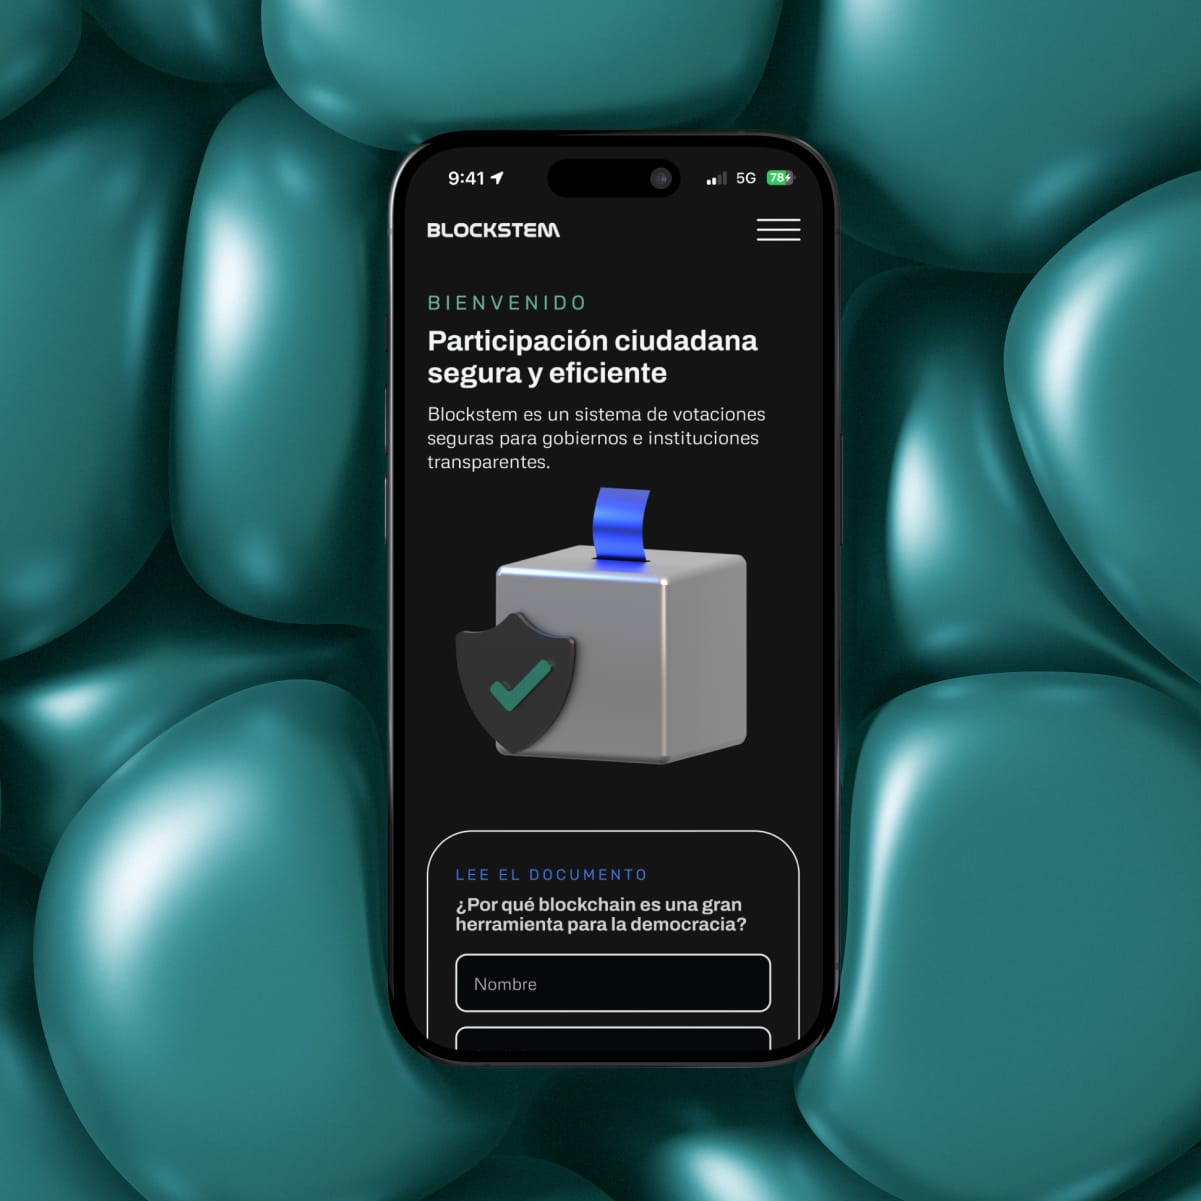 9:41
5G
78
BLOCKSTEM
BIENVENIDO
Participación ciudadana
segura y eficiente
Blockstem es un sistema de votaciones
seguras para gobiernos e instituciones
transparentes.
LEE EL DOCUMENTO
¿Por qué blockchain es una gran
herramienta para la democracia?
Nombre